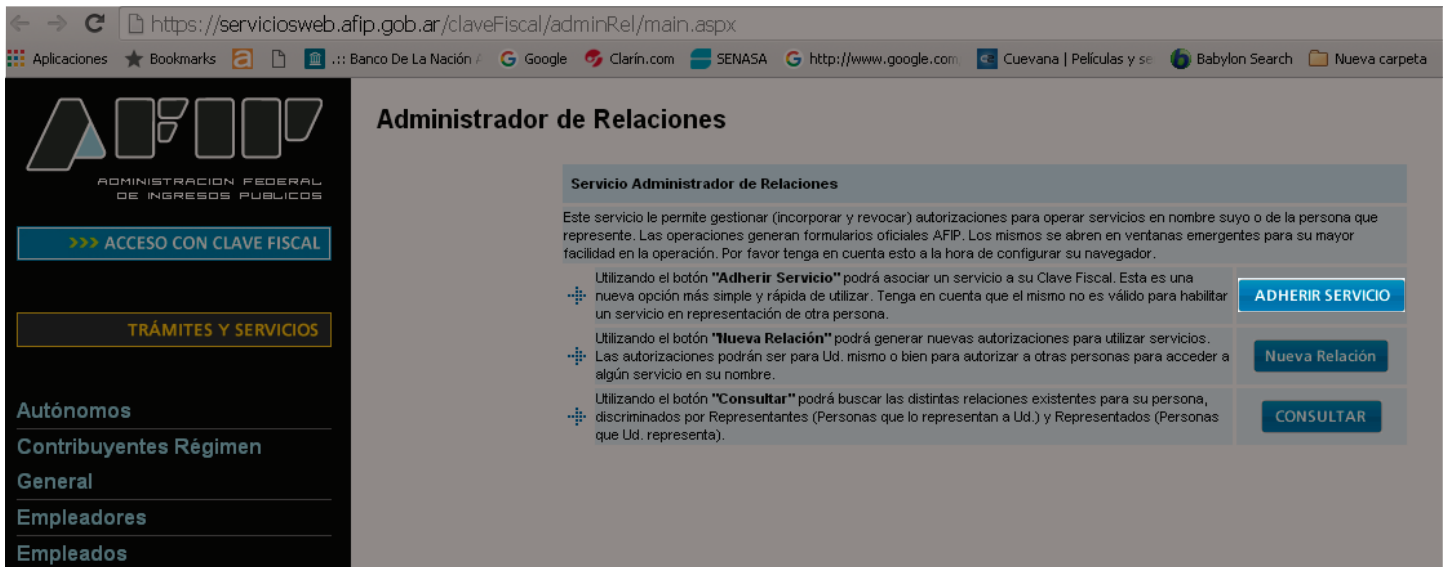 https://serviciosweb.afip.gob.ar/claveFiscal/adminRel/main.aspx
Aplicaciones Bookmarks .:: Banco De La Nación A Google Clarín.com SENASA http://www.google.com Cuevana | Películas y se Babylon Search Nueva carpeta
AFIP
ADMINISTRACION FEDERAL
DE INGRESOS PUBLICOS
>>> ACCESO CON CLAVE FISCAL
TRÁMITES Y SERVICIOS
Autónomos
Contribuyentes Régimen
General
Empleadores
Empleados
Administrador de Relaciones
Servicio Administrador de Relaciones
Este servicio le permite gestionar (incorporar y revocar) autorizaciones para operar servicios en nombre suyo o de la persona que
represente. Las operaciones generan formularios oficiales AFIP. Los mismos se abren en ventanas emergentes para su mayor
facilidad en la operación. Por favor tenga en cuenta esto a la hora de configurar su navegador.
Utilizando el botón "Adherir Servicio" podrá asociar un servicio a su Clave Fiscal. Esta es una
nueva opción más simple y rápida de utilizar. Tenga en cuenta que el mismo no es válido para habilitar
un servicio en representación de otra persona.
ADHERIR SERVICIO
Utilizando el botón "Nueva Relación" podrá generar nuevas autorizaciones para utilizar servicios.
Las autorizaciones podrán ser para Ud. mismo o bien para autorizar a otras personas para acceder a
algún servicio en su nombre.
Nueva Relación
Utilizando el botón "Consultar" podrá buscar las distintas relaciones existentes para su persona,
discriminados por Representantes (Personas que lo representan a Ud.) y Representados (Personas
que Ud. representa).
CONSULTAR